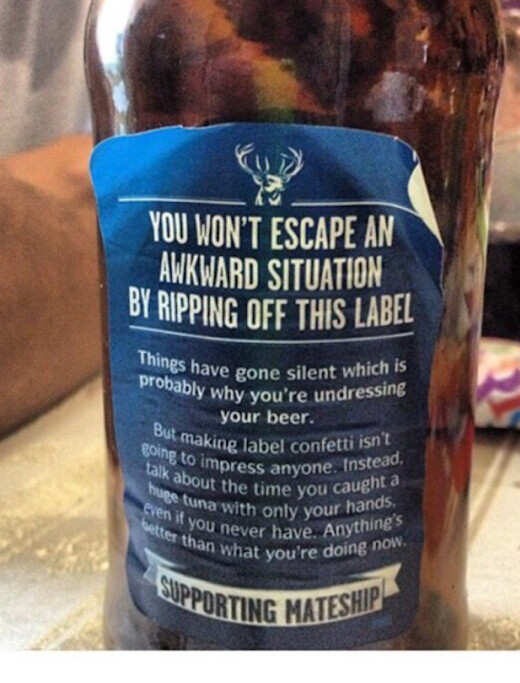 YOU WON'T ESCAPE AN
AWKWARD SITUATION
BY RIPPING OFF THIS LABEL
Things have gone silent which is
probably why you're undressing
your beer.
But making label confetti isn't
going to impress anyone. Instead,
talk about the time you caught a
huge tuna with only your hands,
even if you never have. Anything's
better than what you're doing now.
SUPPORTING MATESHIP